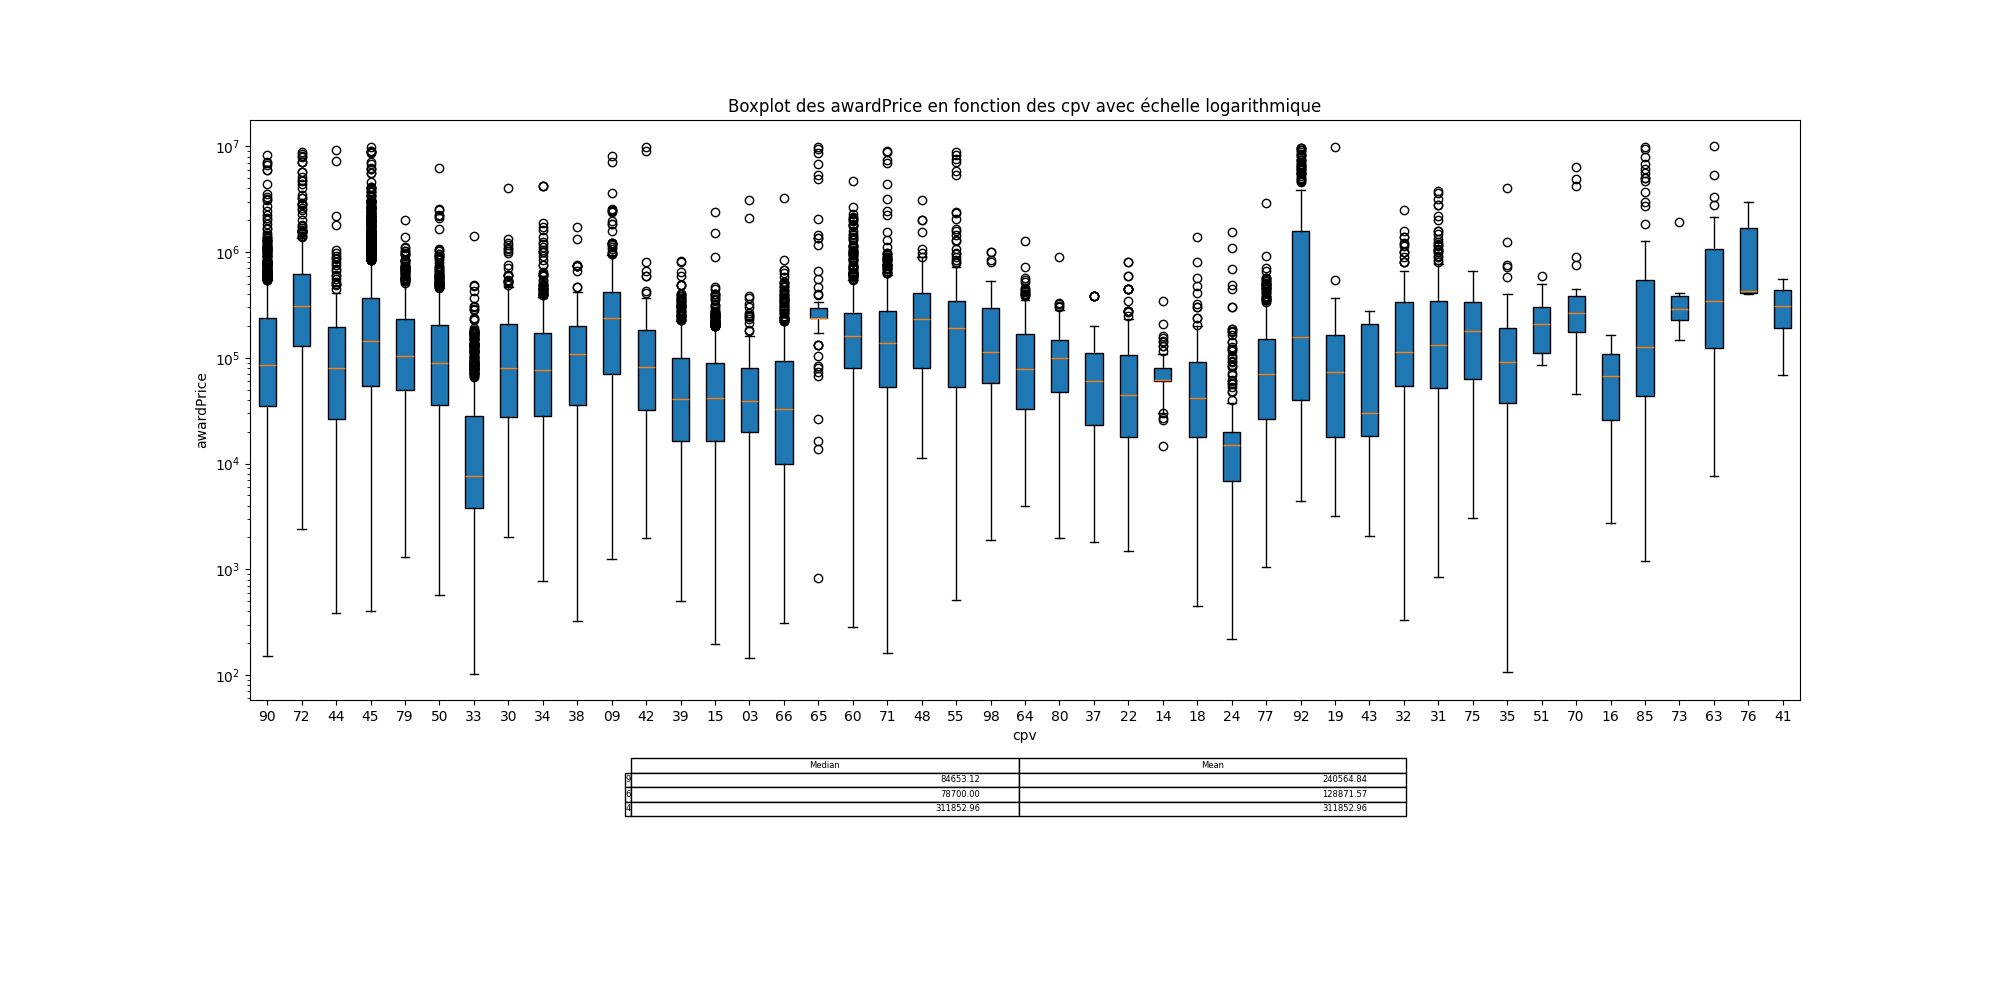 Boxplot des awardPrice en fonction des cpv avec échelle logarithmique
awardPrice
10^7
10^6
10^5
10^4
10^3
10^2
90 72 44 45 79 50 33 30 34 38 09 42 39 15 03 66 65 60 71 48 55 98 64 80 37 22 14 18 24 77 92 19 43 32 31 75 35 51 70 16 85 73 63 76 41
cpv
Median Mean
9 84653.12 240564.84
6 78700.00 128871.57
4 311852.96 311852.96